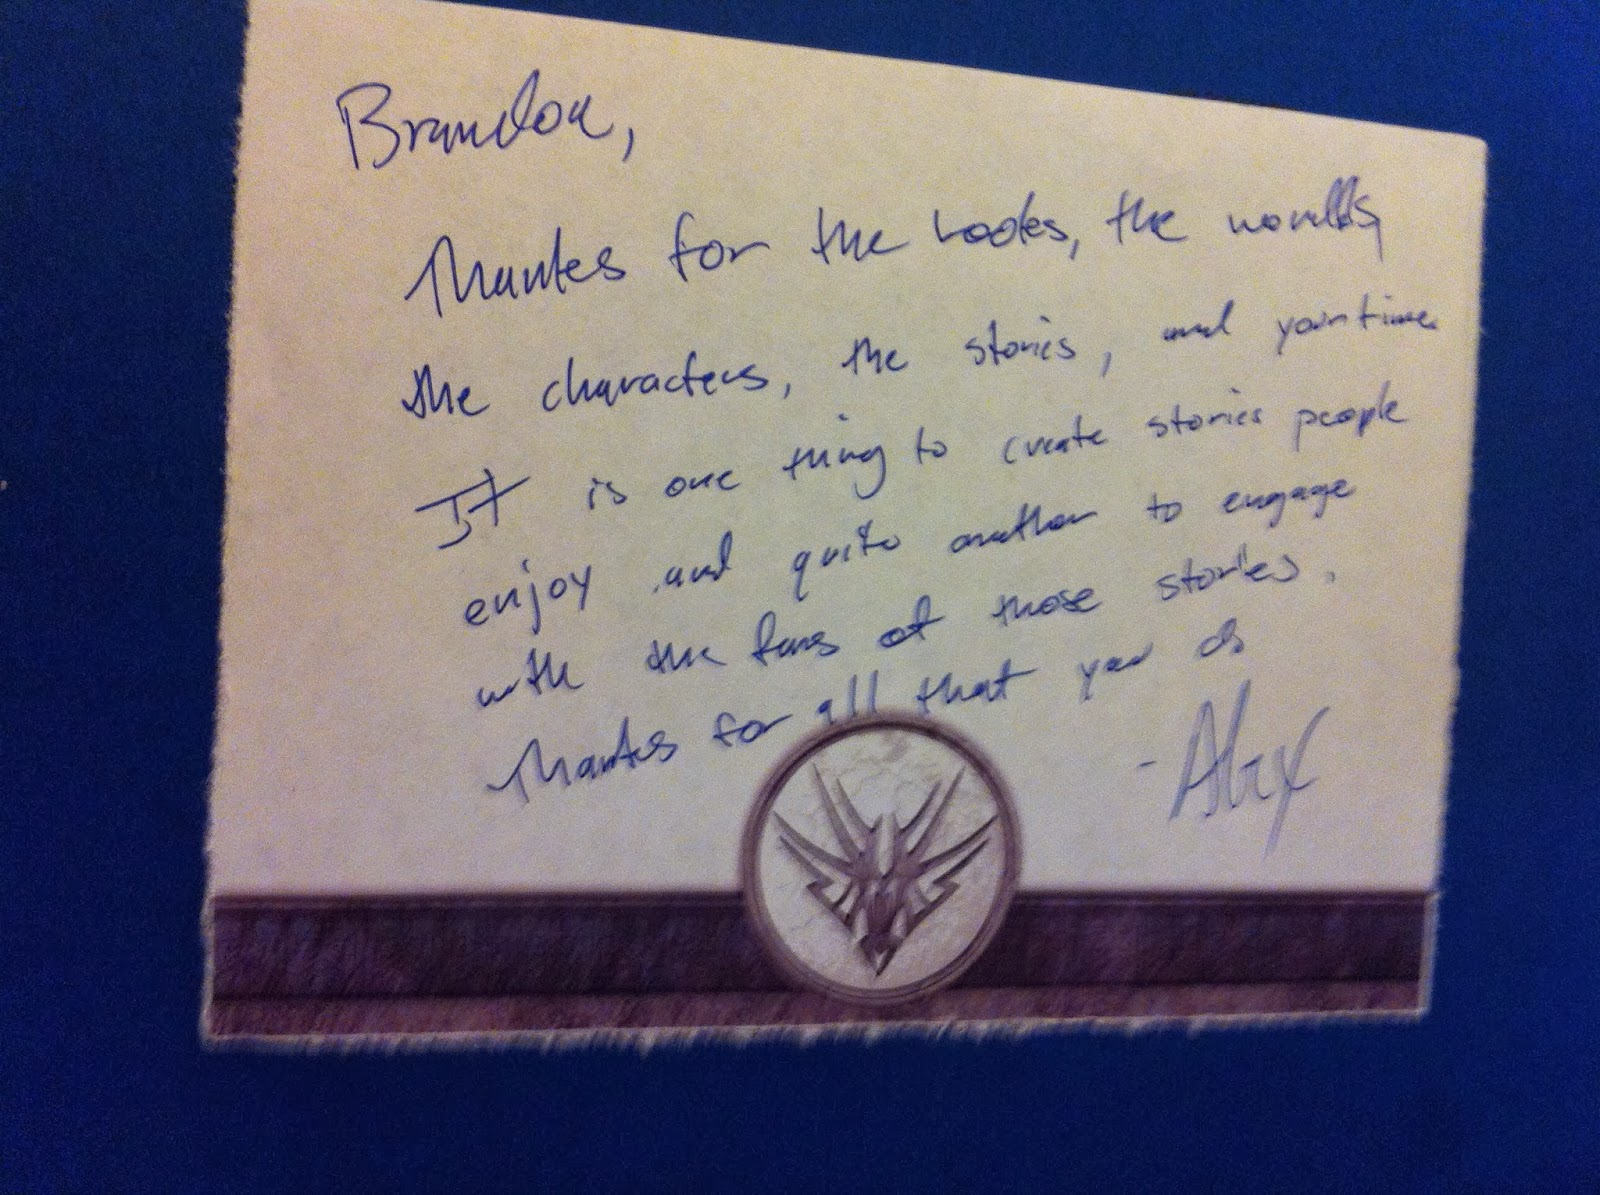 Brandon,
Thanks for the books, the worlds,
the characters, the stories, and your time.
It is one thing to create stories people
enjoy and quite another to engage
with the fans of those stories.
Thanks for all that you do
- Alex